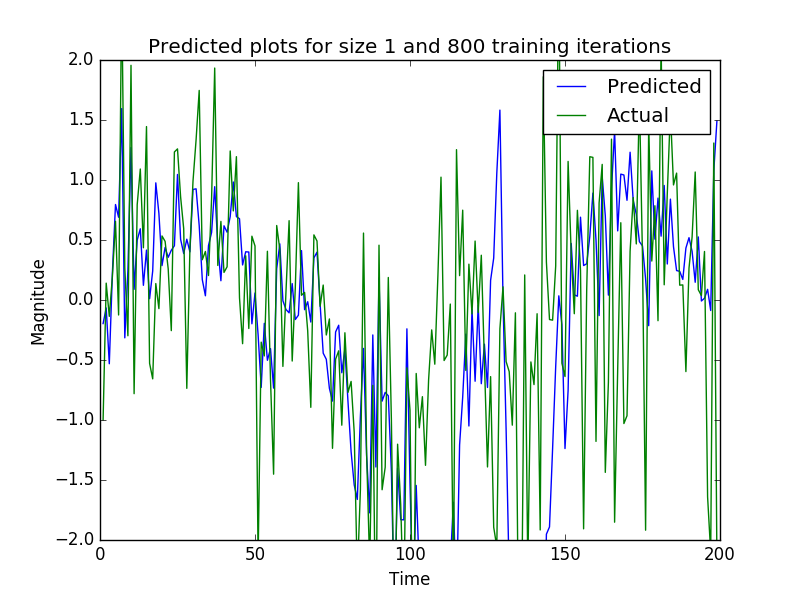 Predicted plots for size 1 and 800 training iterations
2.0
1.5
1.0
0.5
0.0
−0.5
−1.0
−1.5
−2.0
Magnitude
Predicted
Actual
0
50
100
150
200
Time